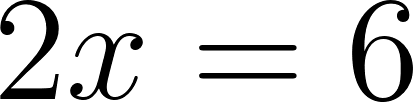 2x = 6